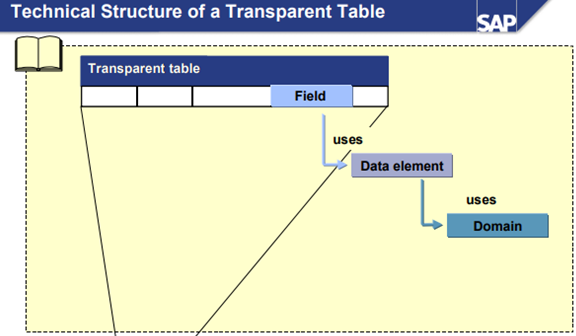 Technical Structure of a Transparent Table
SAP
Transparent table
Field
uses
Data element
uses
Domain